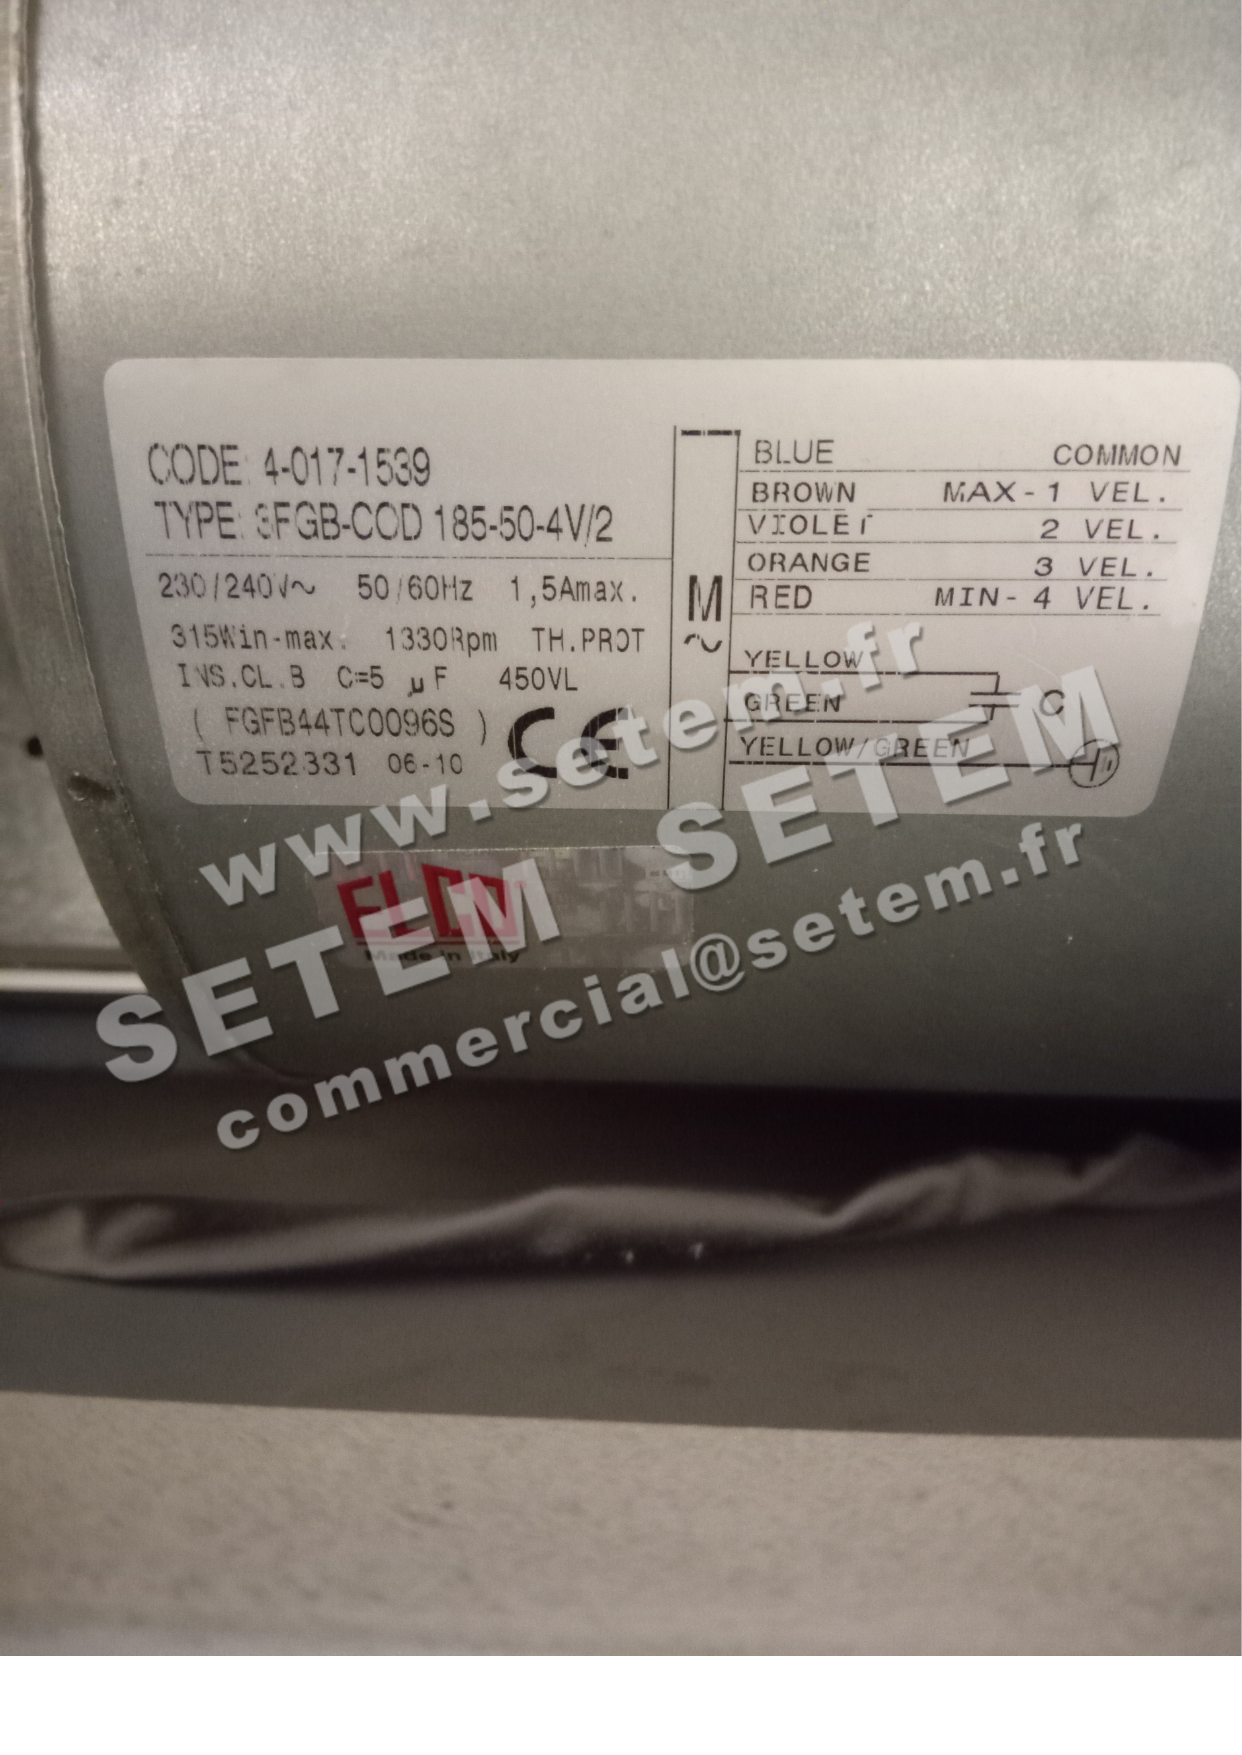 CODE: 4-017-1539
TYPE: 3FGB-COD 185-50-4V/2
230/240V~ 50/60Hz 1,5Amax.
315Win-max. 1330Rpm TH.PROT
INS.CL.B C=5 µF 450VL
( FGFB44TC0096S )
T5252331 06-10 CE
M
~
BLUE COMMON
BROWN MAX-1 VEL.
VIOLET 2 VEL.
ORANGE 3 VEL.
RED MIN-4 VEL.
YELLOW
GREEN C
YELLOW/GREEN
ELCO
Made in Italy
www.setem.fr
SETEM SETEM
commercial@setem.fr